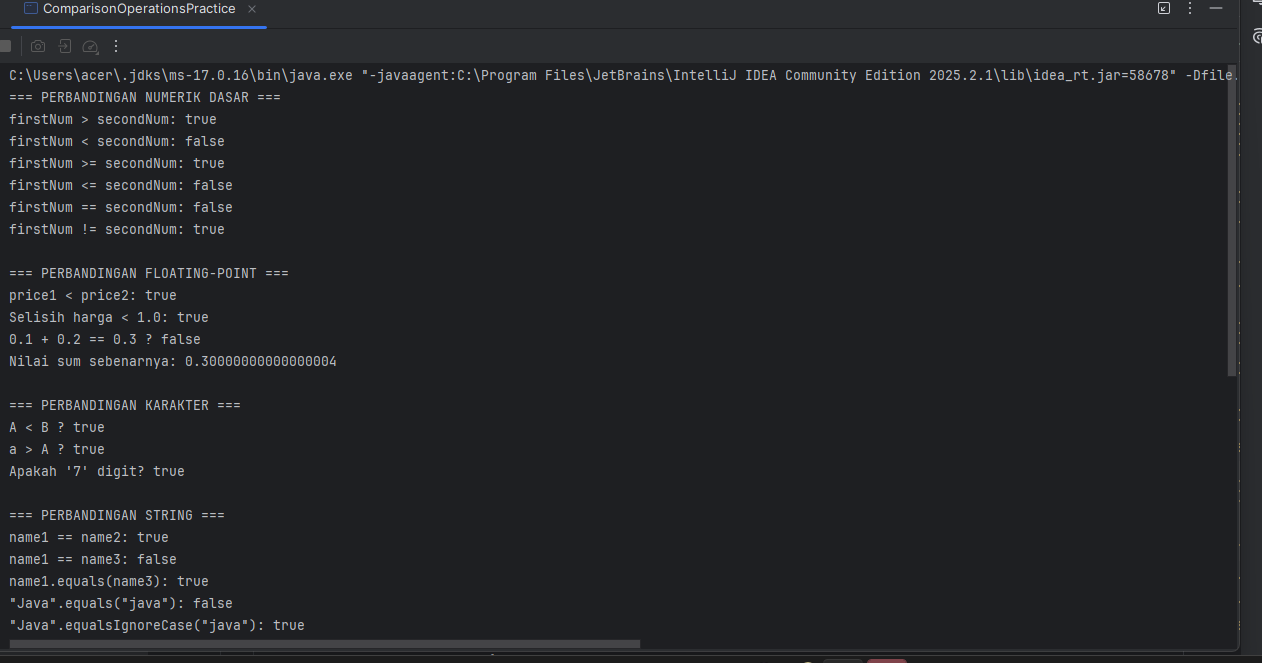 ComparisonOperationsPractice
C:\Users\acer\.jdks\ms-17.0.16\bin\java.exe "-javaagent:C:\Program Files\JetBrains\IntelliJ IDEA Community Edition 2025.2.1\lib\idea_rt.jar=58678" -Dfile.
=== PERBANDINGAN NUMERIK DASAR ===
firstNum > secondNum: true
firstNum < secondNum: false
firstNum >= secondNum: true
firstNum <= secondNum: false
firstNum == secondNum: false
firstNum != secondNum: true
=== PERBANDINGAN FLOATING-POINT ===
price1 < price2: true
Selisih harga < 1.0: true
0.1 + 0.2 == 0.3 ? false
Nilai sum sebenarnya: 0.30000000000000004
=== PERBANDINGAN KARAKTER ===
A < B ? true
a > A ? true
Apakah '7' digit? true
=== PERBANDINGAN STRING ===
name1 == name2: true
name1 == name3: false
name1.equals(name3): true
"Java".equals("java"): false
"Java".equalsIgnoreCase("java"): true